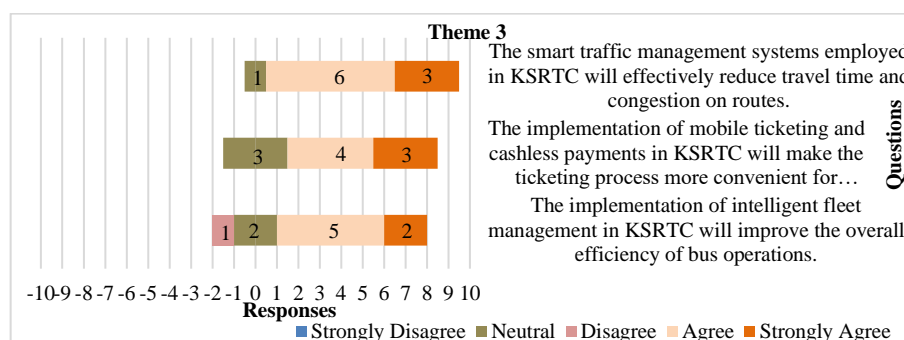 Theme 3
The smart traffic management systems employed
in KSRTC will effectively reduce travel time and
congestion on routes.
The implementation of mobile ticketing and
cashless payments in KSRTC will make the
ticketing process more convenient for…
The implementation of intelligent fleet
management in KSRTC will improve the overall
efficiency of bus operations.
Questions
1 6 3
3 4 3
1 2 5 2
-10 -9 -8 -7 -6 -5 -4 -3 -2 -1 0 1 2 3 4 5 6 7 8 9 10
Responses
Strongly Disagree Neutral Disagree Agree Strongly Agree